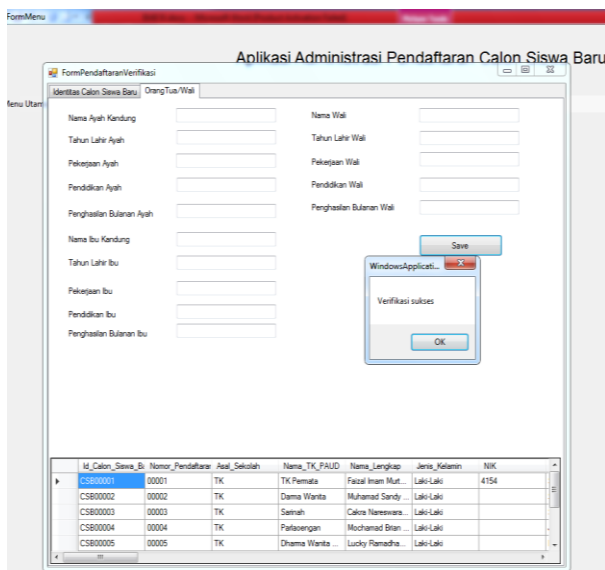 FormMenu
Aplikasi Administrasi Pendaftaran Calon Siswa Baru
FormPendaftaranVerifikasi
Identitas Calon Siswa Baru OrangTua/Wali
Menu Utam
Nama Ayah Kandung
Tahun Lahir Ayah
Pekerjaan Ayah
Pendidikan Ayah
Penghasilan Bulanan Ayah
Nama Ibu Kandung
Tahun Lahir Ibu
Pekerjaan Ibu
Pendidikan Ibu
Penghasilan Bulanan Ibu
Nama Wali
Tahun Lahir Wali
Pekerjaan Wali
Pendidikan Wali
Penghasilan Bulanan Wali
Save
WindowsApplicati...
Verifikasi sukses
OK
Id_Calon_Siswa_B Nomor_Pendaftarar Asal_Sekolah Nama_TK_PAUD Nama_Lengkap Jenis_Kelamin NIK
CSB00001 00001 TK TK Permata Faizal Imam Murt... Laki-Laki 4154
CSB00002 00002 TK Darma Wanita Muhamad Sandy ... Laki-Laki
CSB00003 00003 TK Sarinah Cakra Nareswara... Laki-Laki
CSB00004 00004 TK Mochamad Brian ... Laki-Laki
CSB00005 00005 TK Dharma Wanita ... Lucky Ramadha... Laki-Laki